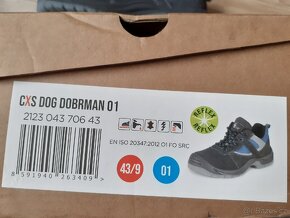 CXS DOG DOBRMAN 01
2123 043 706 43
REFLEX
REFLEX
EN ISO 20347:2012 01 FO SRC
43/9
01
8 591940 263409